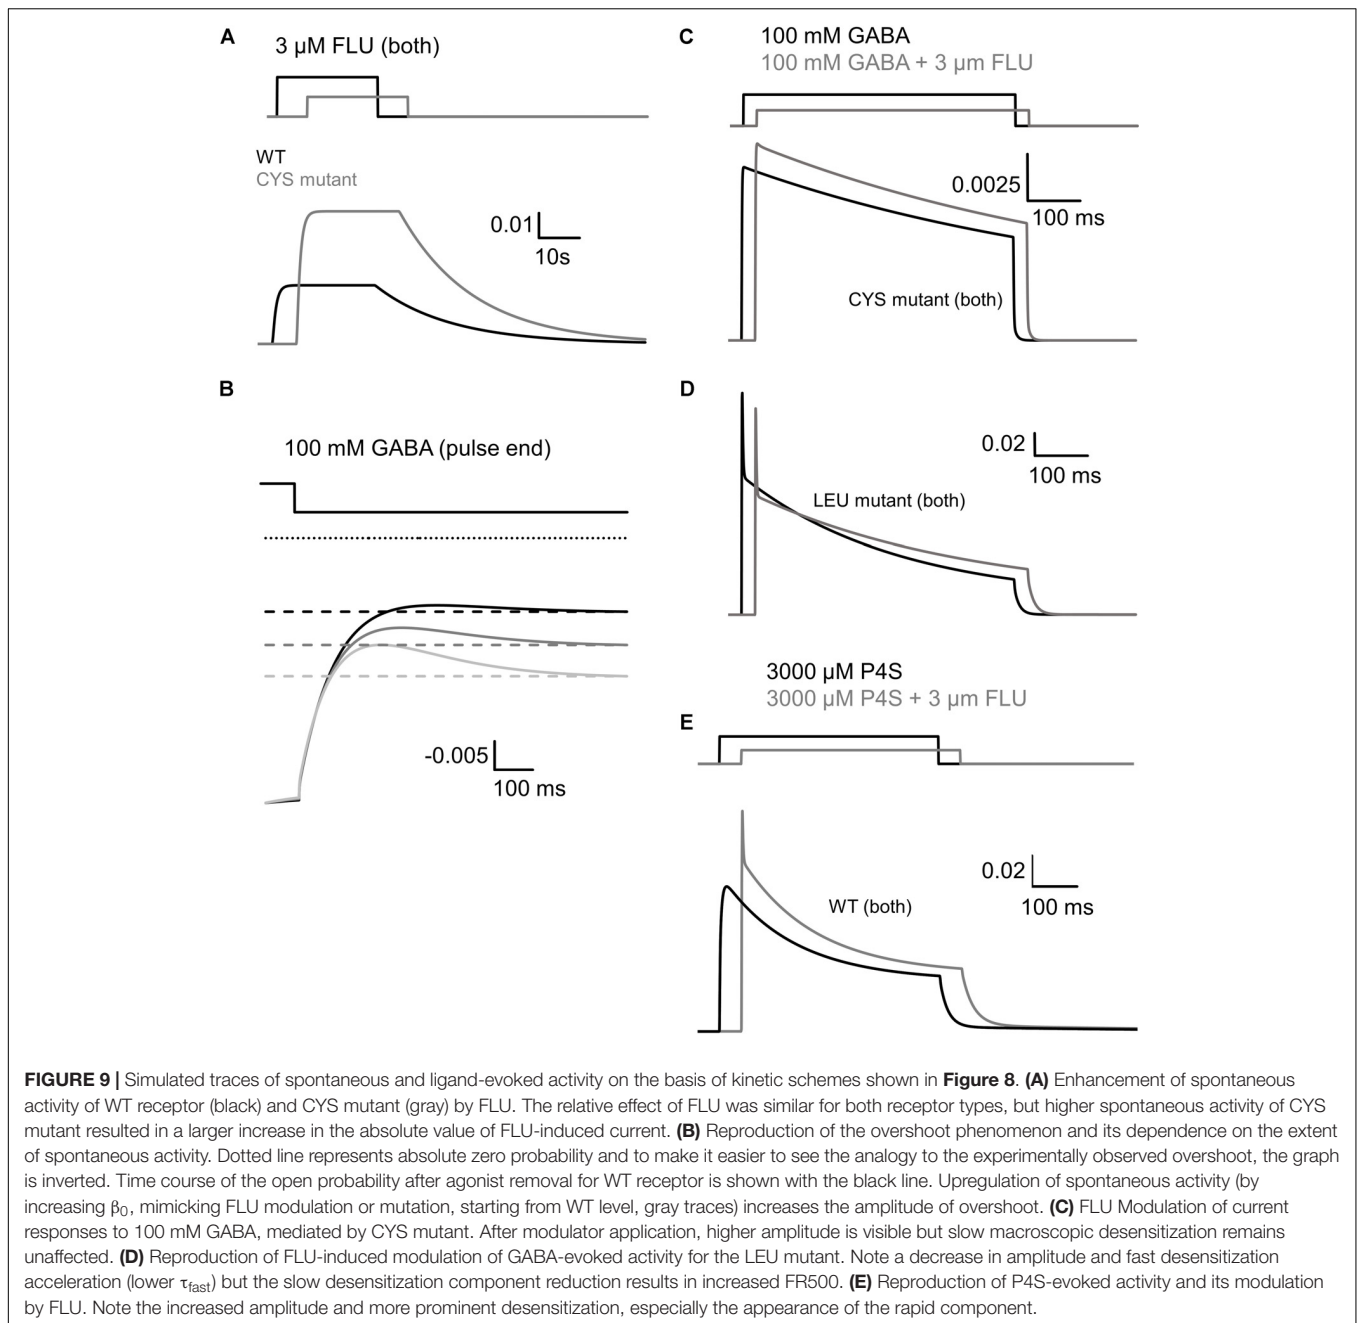 A
3 µM FLU (both)
WT
CYS mutant
0.01
10s
B
100 mM GABA (pulse end)
-0.005
100 ms
C
100 mM GABA
100 mM GABA + 3 µm FLU
0.0025
100 ms
CYS mutant (both)
D
0.02
100 ms
LEU mutant (both)
3000 µM P4S
3000 µM P4S + 3 µm FLU
E
0.02
100 ms
WT (both)
FIGURE 9 | Simulated traces of spontaneous and ligand-evoked activity on the basis of kinetic schemes shown in Figure 8. (A) Enhancement of spontaneous
activity of WT receptor (black) and CYS mutant (gray) by FLU. The relative effect of FLU was similar for both receptor types, but higher spontaneous activity of CYS
mutant resulted in a larger increase in the absolute value of FLU-induced current. (B) Reproduction of the overshoot phenomenon and its dependence on the extent
of spontaneous activity. Dotted line represents absolute zero probability and to make it easier to see the analogy to the experimentally observed overshoot, the graph
is inverted. Time course of the open probability after agonist removal for WT receptor is shown with the black line. Upregulation of spontaneous activity (by
increasing β₀, mimicking FLU modulation or mutation, starting from WT level, gray traces) increases the amplitude of overshoot. (C) FLU Modulation of current
responses to 100 mM GABA, mediated by CYS mutant. After modulator application, higher amplitude is visible but slow macroscopic desensitization remains
unaffected. (D) Reproduction of FLU-induced modulation of GABA-evoked activity for the LEU mutant. Note a decrease in amplitude and fast desensitization
acceleration (lower τfast) but the slow desensitization component reduction results in increased FR500. (E) Reproduction of P4S-evoked activity and its modulation
by FLU. Note the increased amplitude and more prominent desensitization, especially the appearance of the rapid component.